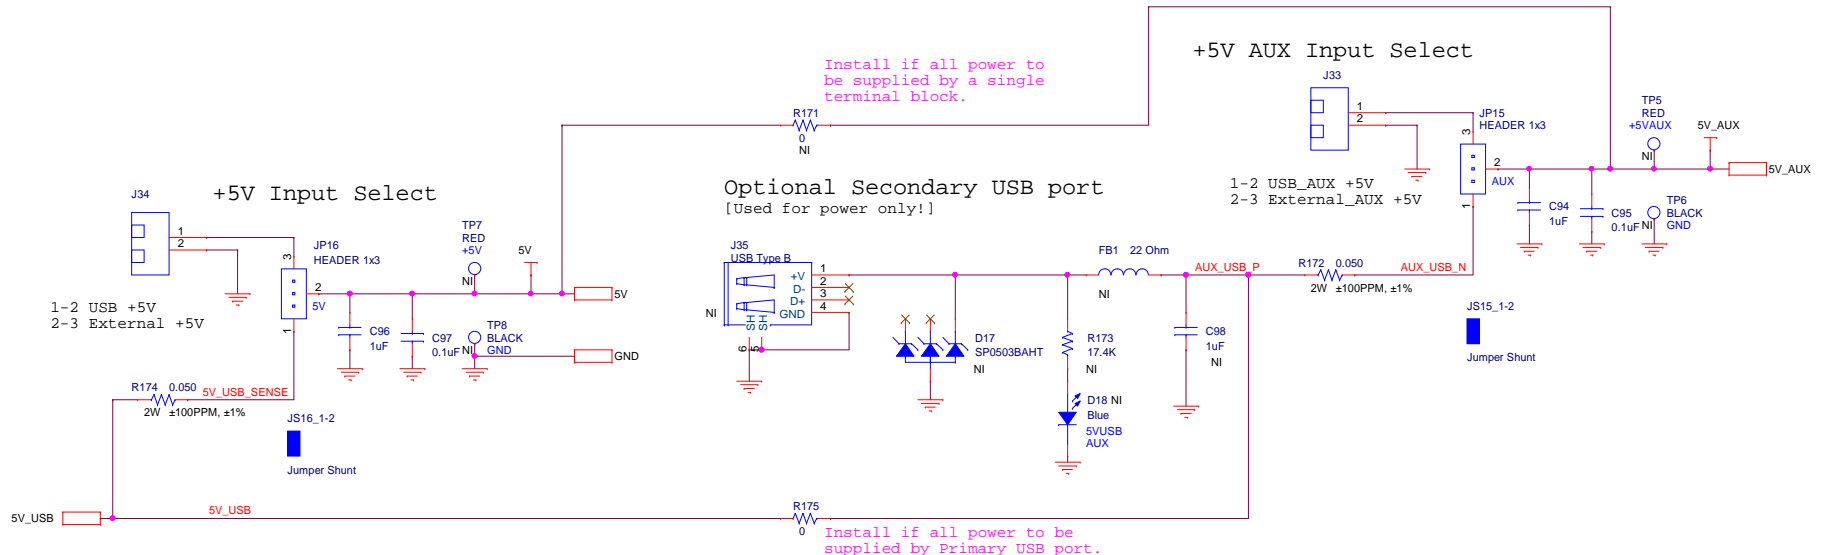 +5V AUX Input Select
Install if all power to
be supplied by a single
terminal block.
J33
1
2
R171
0
NI
JP15
HEADER 1x3
3
2
AUX
1
TP5
RED
+5VAUX
NI
5V_AUX
5V_AUX
1-2 USB_AUX +5V
2-3 External_AUX +5V
C94
1uF
C95
0.1uF
TP6
BLACK
GND
NI
+5V Input Select
J34
1
2
JP16
HEADER 1x3
3
2
5V
1
TP7
RED
+5V
NI
5V
5V
1-2 USB +5V
2-3 External +5V
C96
1uF
C97
0.1uF
TP8
BLACK
GND
NI
GND
Optional Secondary USB port
[Used for power only!]
J35
USB Type B
+V
D-
D+
GND
1
2
3
4
SH
SH
6
5
NI
FB1
22 Ohm
NI
AUX_USB_P
R172
0.050
2W
±100PPM, ±1%
AUX_USB_N
D17
SP0503BAHT
NI
R173
17.4K
NI
C98
1uF
NI
D18
NI
Blue
5VUSB
AUX
JS15_1-2
Jumper Shunt
R174
0.050
2W
±100PPM, ±1%
5V_USB_SENSE
JS16_1-2
Jumper Shunt
5V_USB
5V_USB
R175
0
Install if all power to be
supplied by Primary USB port.